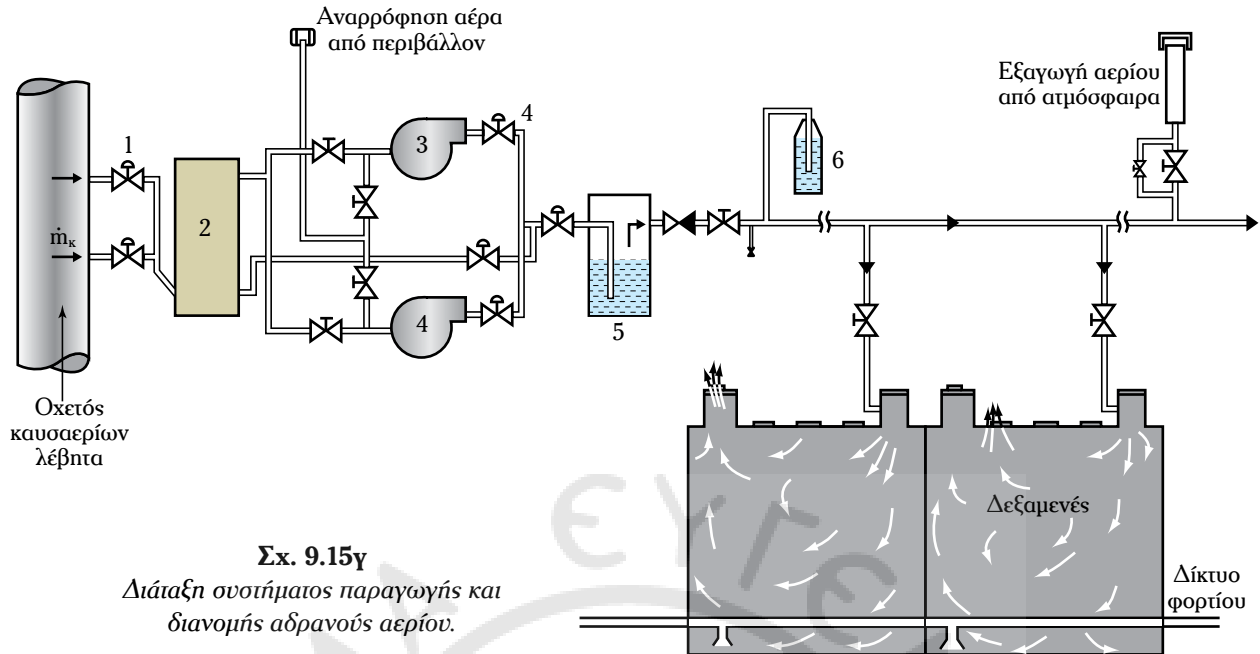 Αναρρόφηση αέρα
από περιβάλλον
Εξαγωγή αερίου
από ατμόσφαιρα
1
2
3
4
4
5
6
ṁκ
Οχετός
καυσαερίων
λέβητα
Δεξαμενές
Δίκτυο
φορτίου
ΕΥΓΕ
Σχ. 9.15γ
Διάταξη συστήματος παραγωγής και
διανομής αδρανούς αερίου.